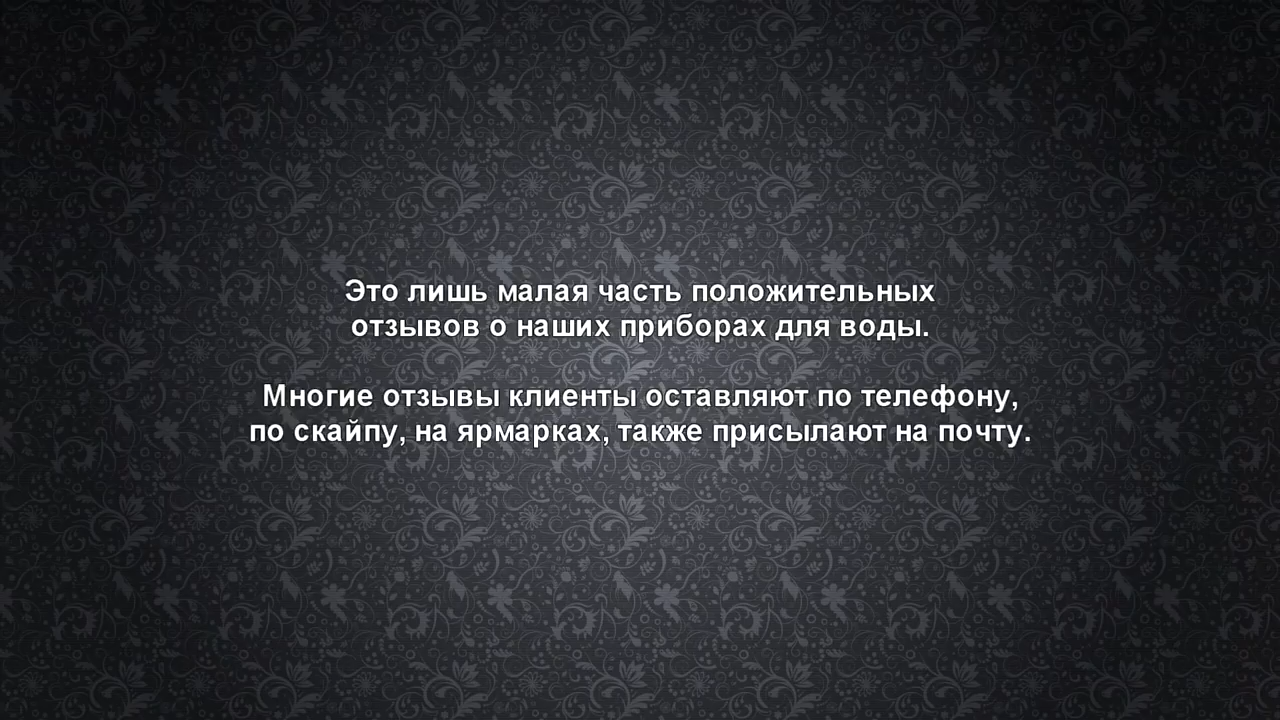 Это лишь малая часть положительных
отзывов о наших приборах для воды.
Многие отзывы клиенты оставляют по телефону,
по скайпу, на ярмарках, также присылают на почту.